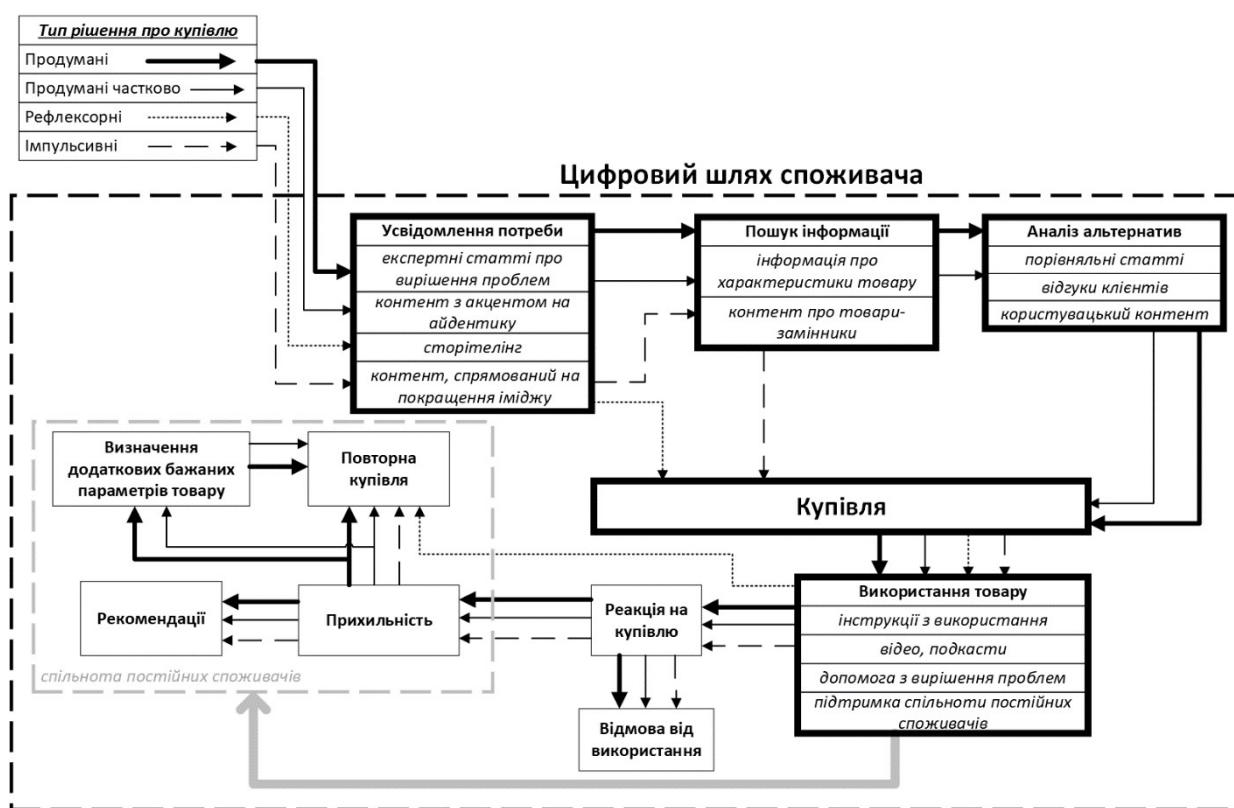 Тип рішення про купівлю
Продумані
Продумані частково
Рефлексорні
Імпульсивні
Цифровий шлях споживача
Усвідомлення потреби
експертні статті про
вирішення проблем
контент з акцентом на
айдентику
сторітелінг
контент, спрямований на
покращення іміджу
Пошук інформації
інформація про
характеристики товару
контент про товари-
замінники
Аналіз альтернатив
порівняльні статті
відгуки клієнтів
користувацький контент
Визначення
додаткових бажаних
параметрів товару
Повторна
купівля
Купівля
Рекомендації
Прихильність
Реакція на
купівлю
Використання товару
інструкції з використання
відео, подкасти
допомога з вирішення проблем
підтримка спільноти постійних
споживачів
спільнота постійних споживачів
Відмова від
використання